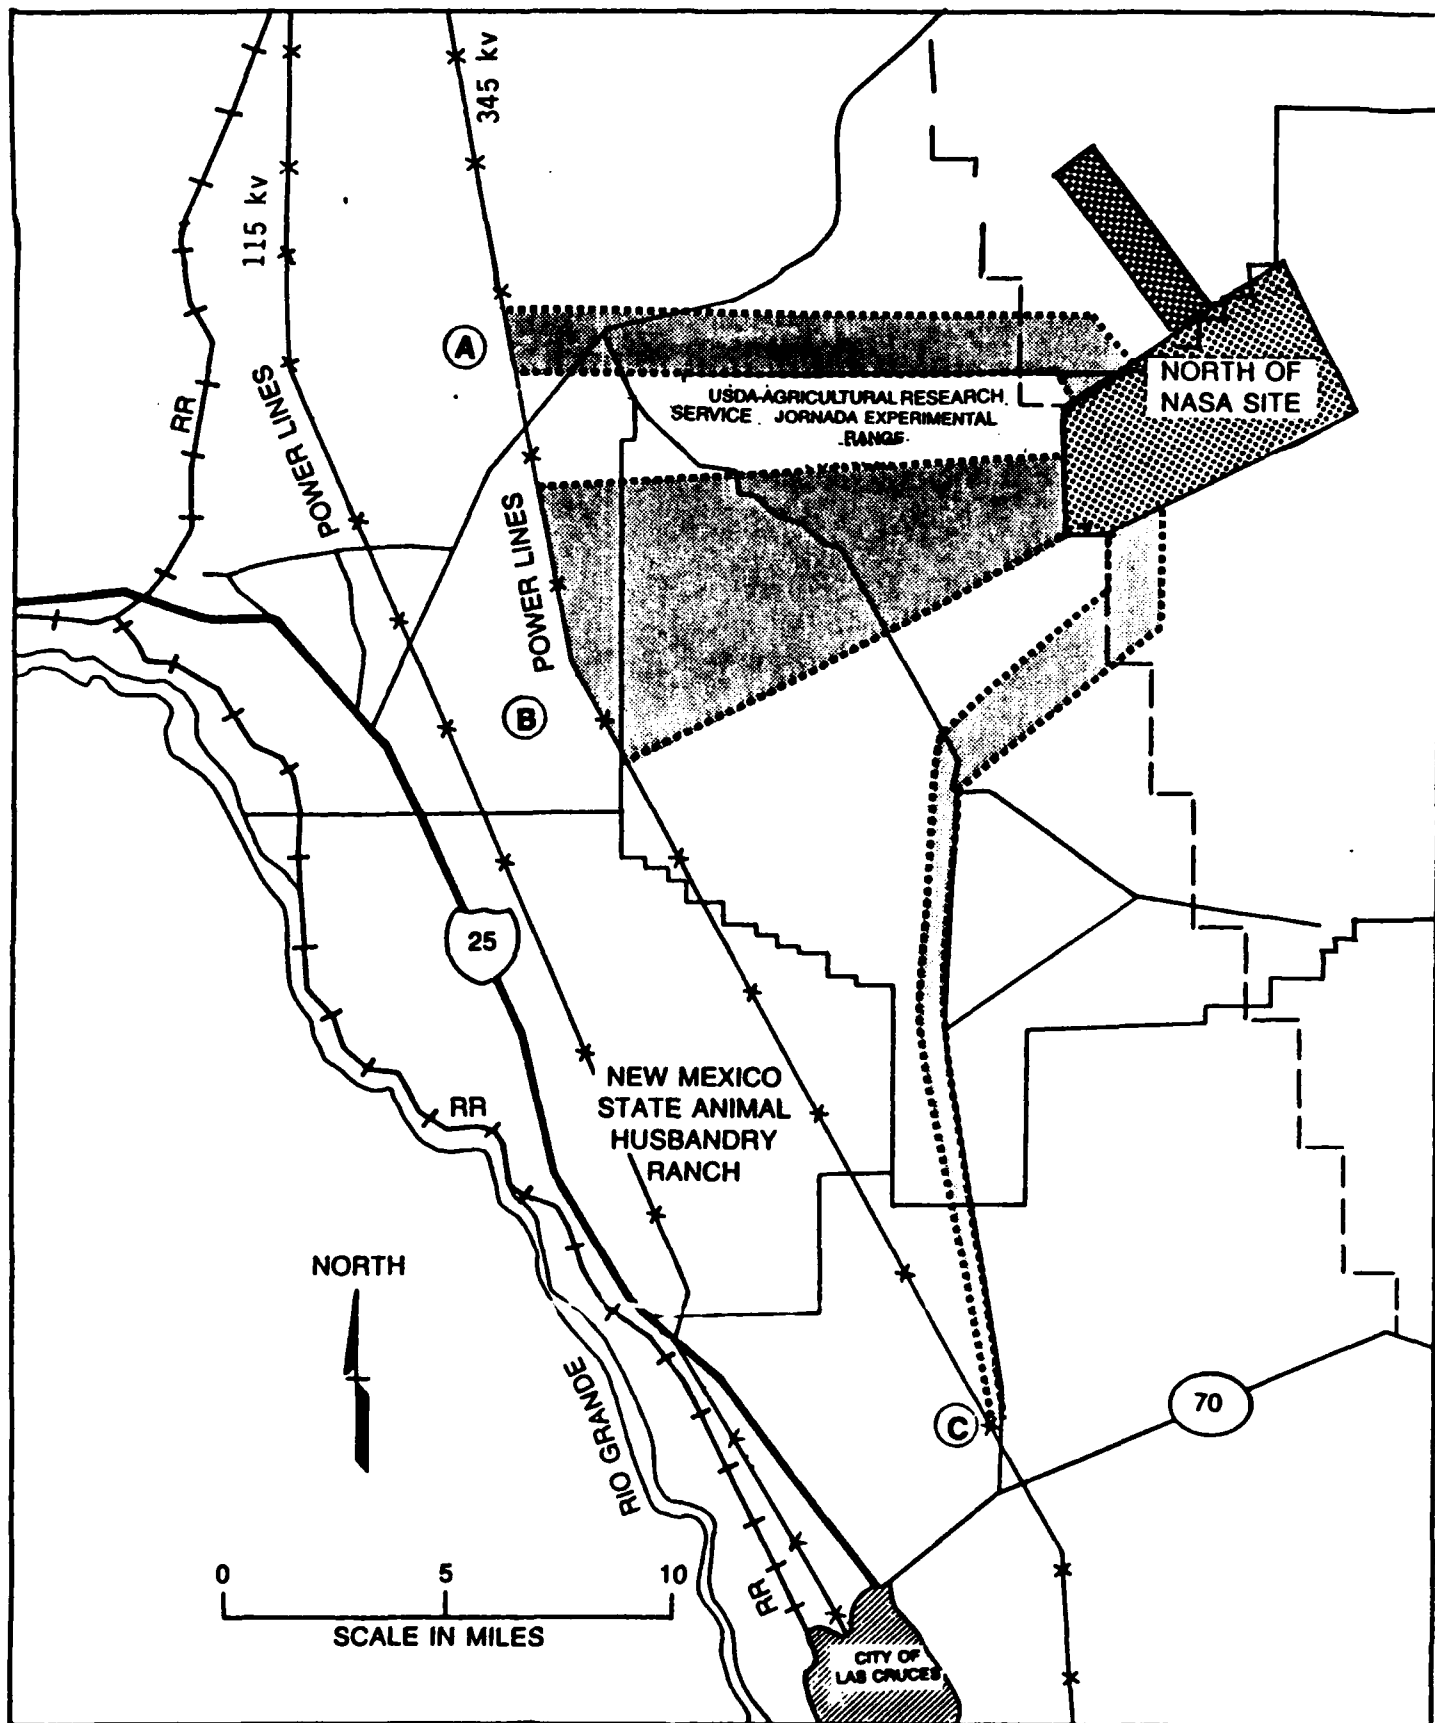 345 kv
115 kv
A
NORTH OF
NASA SITE
USDA-AGRICULTURAL RESEARCH
SERVICE. JORNADA EXPERIMENTAL
RANGE
RR
POWER LINES
POWER LINES
B
25
NEW MEXICO
STATE ANIMAL
HUSBANDRY
RANCH
RR
NORTH
RIO GRANDE
C
70
0 5 10
SCALE IN MILES
RR
CITY OF
LAS CRUCES